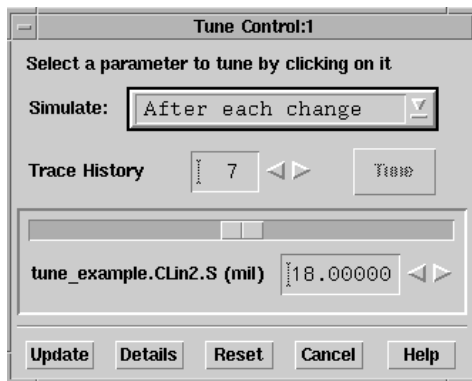 Tune Control:1
Select a parameter to tune by clicking on it
Simulate: After each change
Trace History 7 Tune
tune_example.CLin2.S (mil) 18.00000
Update Details Reset Cancel Help